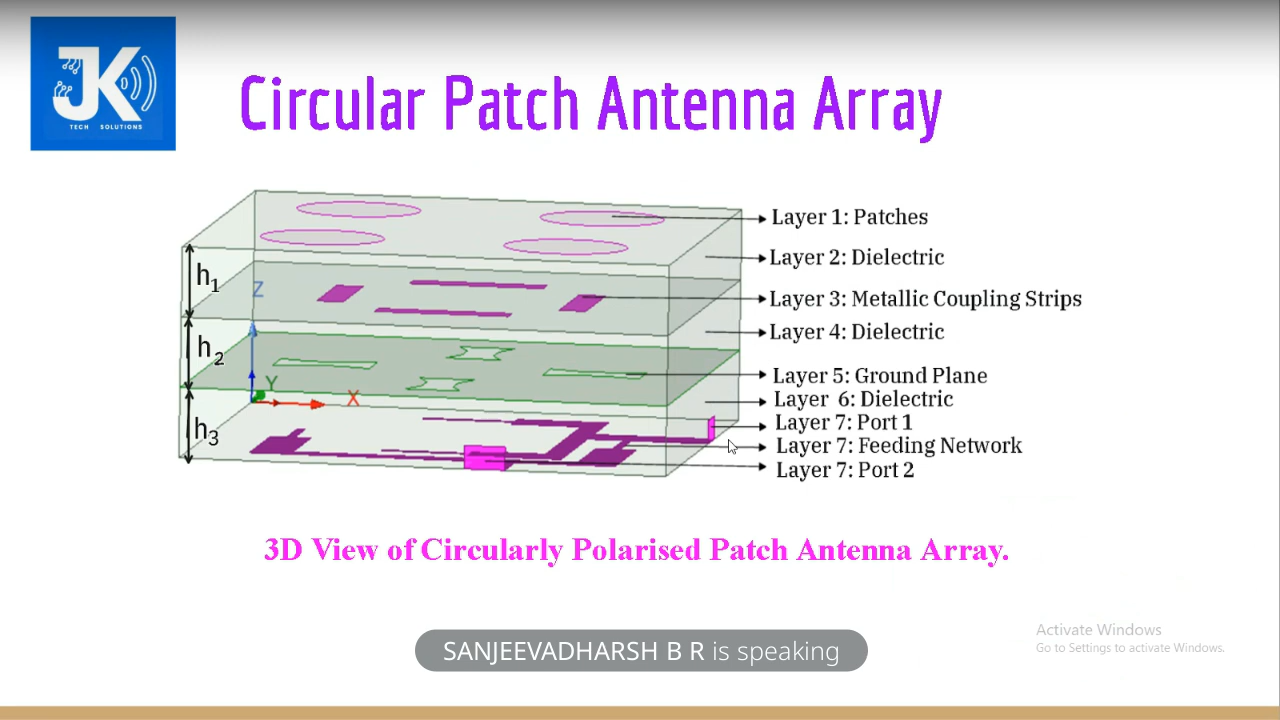 JK
TECH SOLUTIONS
Circular Patch Antenna Array
Layer 1: Patches
Layer 2: Dielectric
h1
Z
Layer 3: Metallic Coupling Strips
Layer 4: Dielectric
h2
Y
X
Layer 5: Ground Plane
Layer 6: Dielectric
Layer 7: Port 1
h3
Layer 7: Feeding Network
Layer 7: Port 2
3D View of Circularly Polarised Patch Antenna Array.
SANJEEVADHARSH B R is speaking
Activate Windows
Go to Settings to activate Windows.